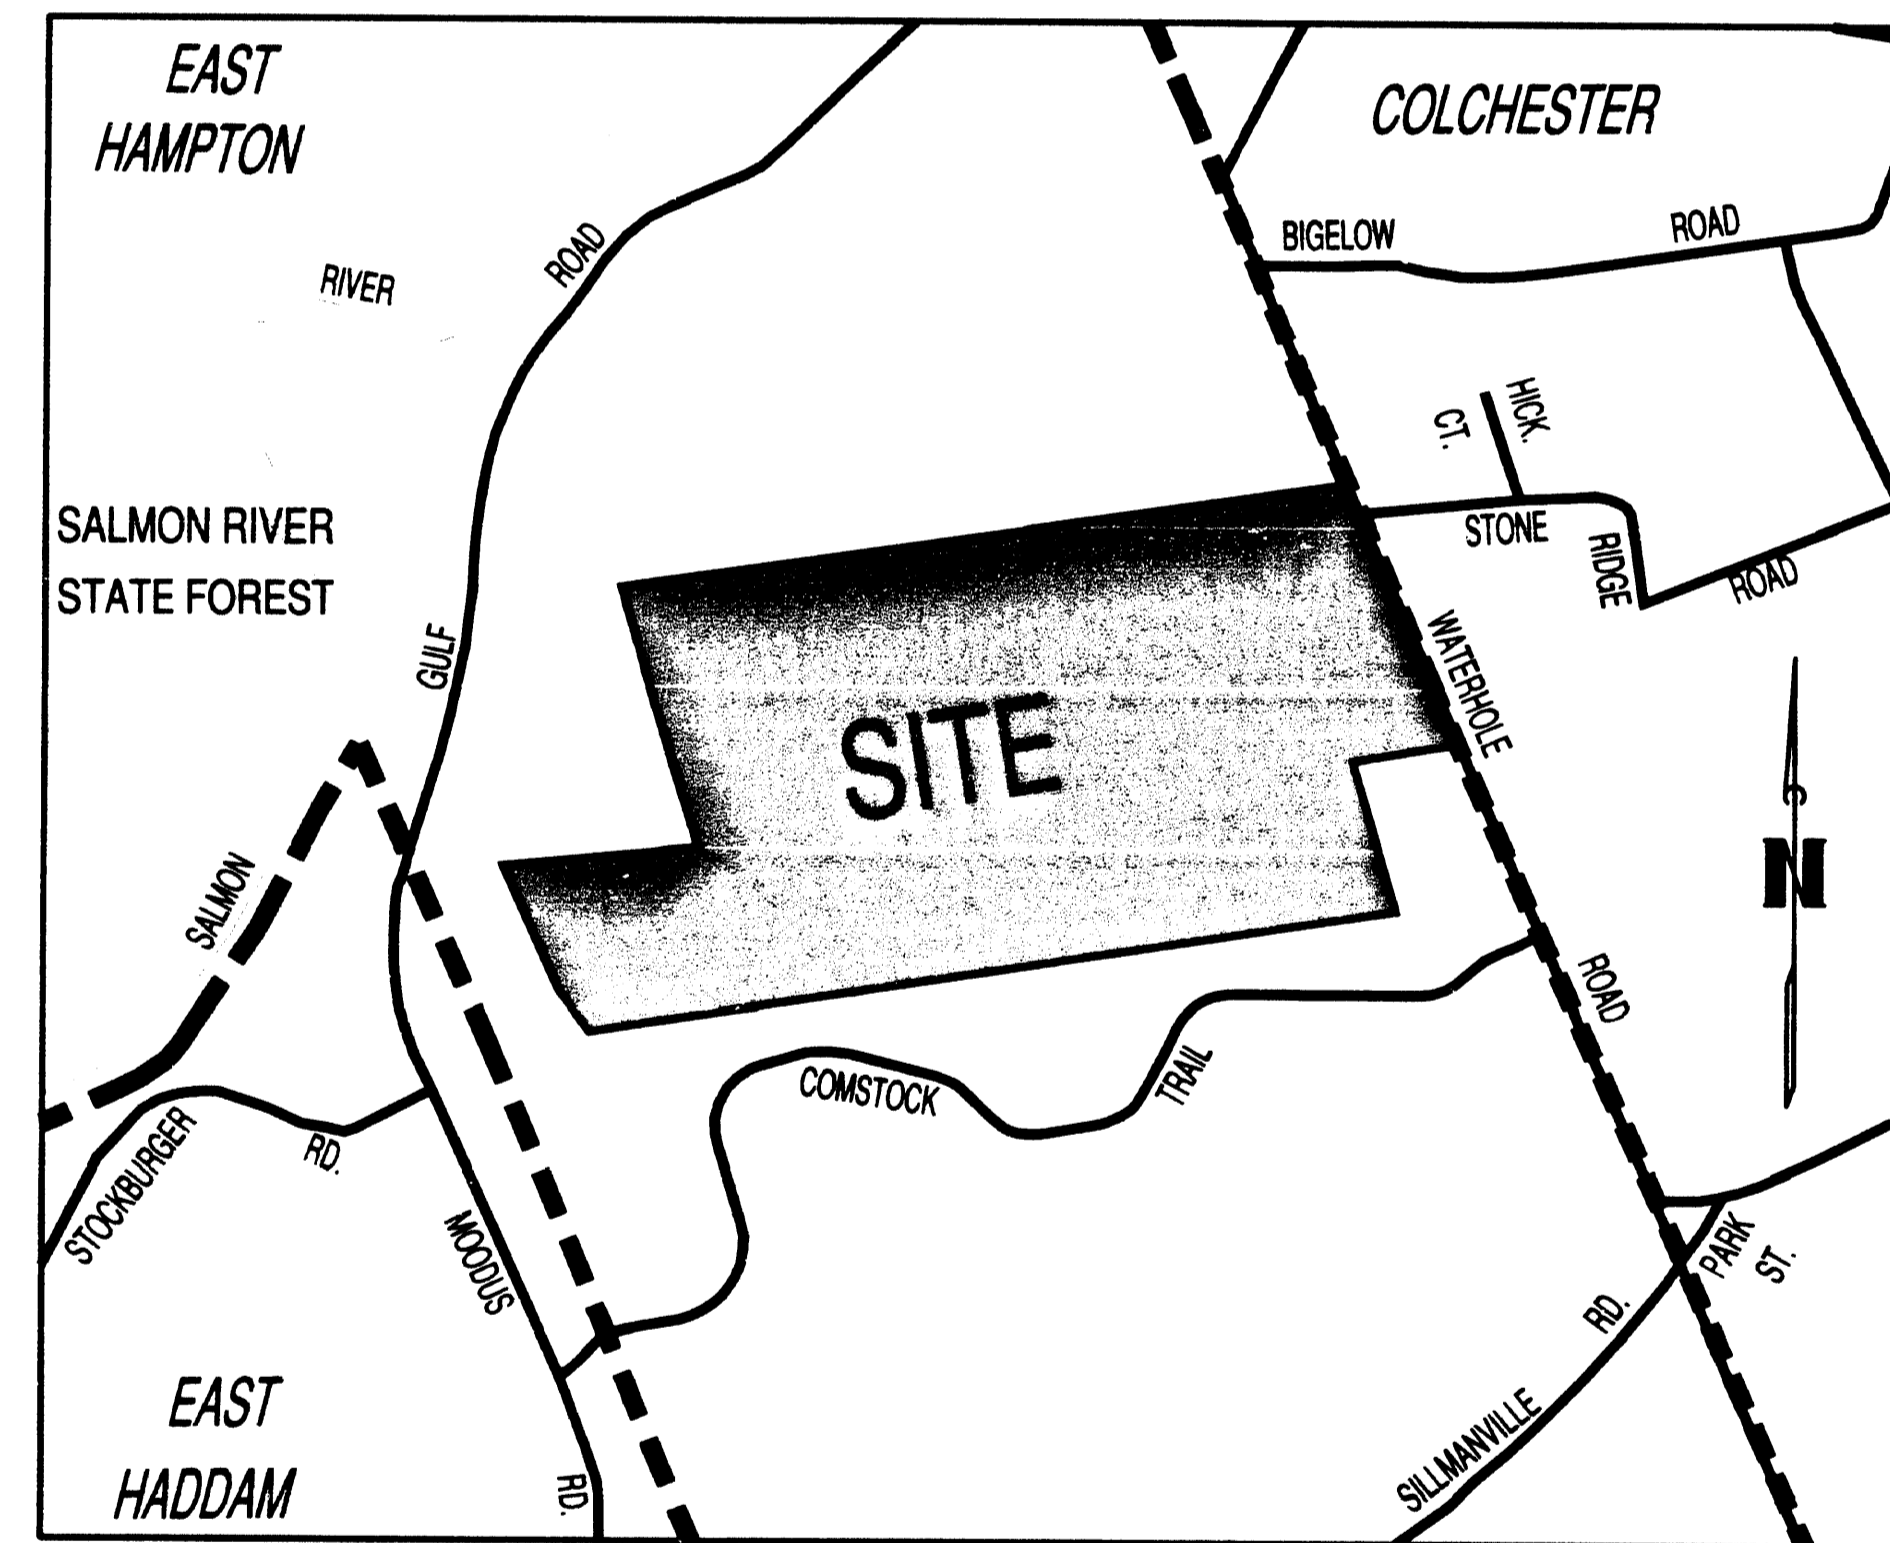 EAST
HAMPTON
COLCHESTER
BIGELOW
ROAD
ROAD
RIVER
HICK.
CT.
SALMON RIVER
STATE FOREST
STONE
RIDGE
ROAD
GULF
WATERHOLE
SITE
N
SALMON
ROAD
COMSTOCK
TRAIL
STOCKBURGER
RD.
MOODUS
PARK
ST.
RD.
SILLMANVILLE
EAST
HADDAM
RD.